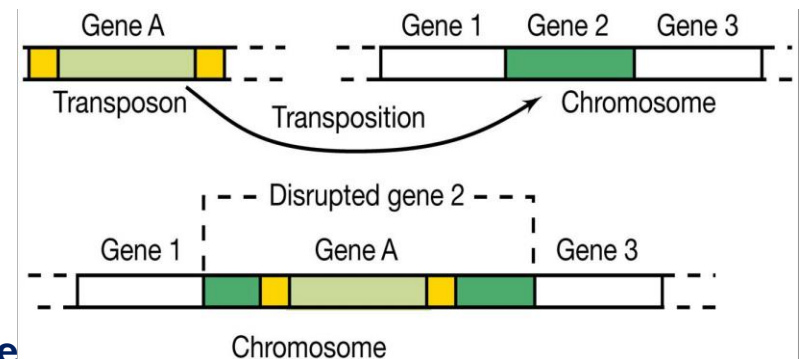 Gene A
Gene 1 Gene 2 Gene 3
Transposon
Transposition
Chromosome
Disrupted gene 2
Gene 1 Gene A Gene 3
Chromosome
e